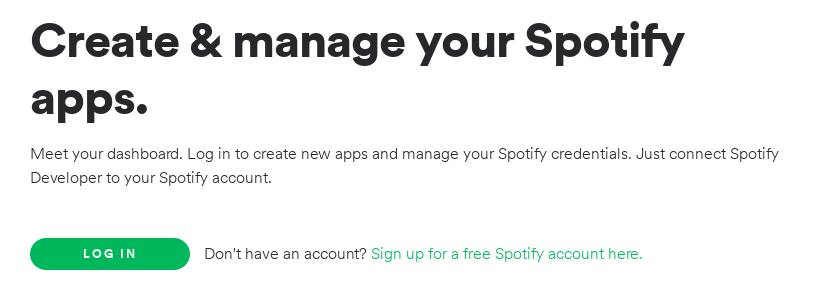 Create & manage your Spotify
apps.
Meet your dashboard. Log in to create new apps and manage your Spotify credentials. Just connect Spotify
Developer to your Spotify account.
LOG IN Don't have an account? Sign up for a free Spotify account here.